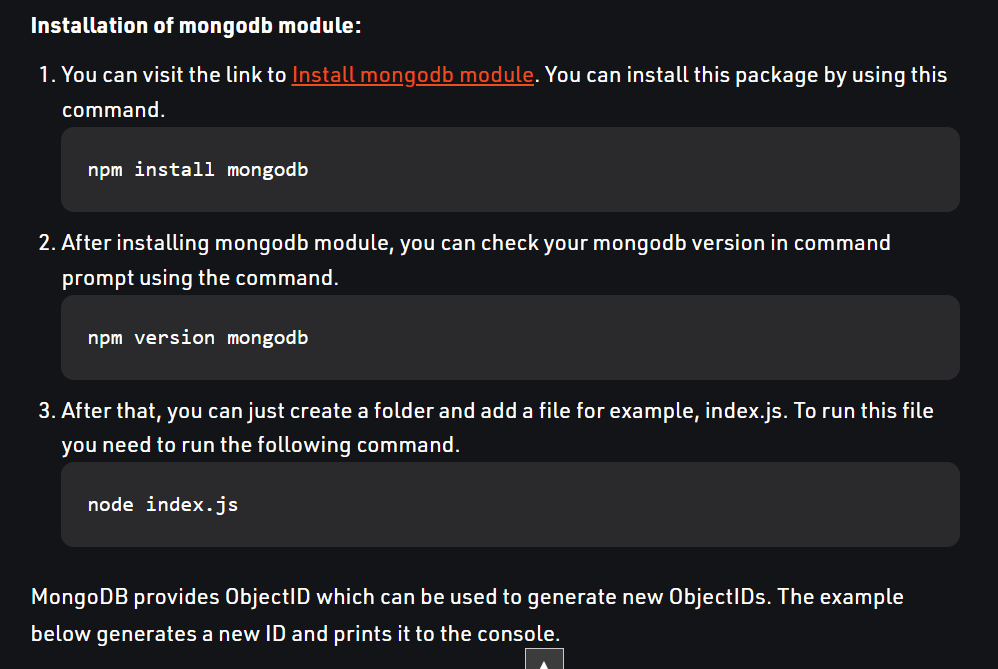 Installation of mongodb module:
1. You can visit the link to Install mongodb module. You can install this package by using this
command.
npm install mongodb
2. After installing mongodb module, you can check your mongodb version in command
prompt using the command.
npm version mongodb
3. After that, you can just create a folder and add a file for example, index.js. To run this file
you need to run the following command.
node index.js
MongoDB provides ObjectID which can be used to generate new ObjectIDs. The example
below generates a new ID and prints it to the console.